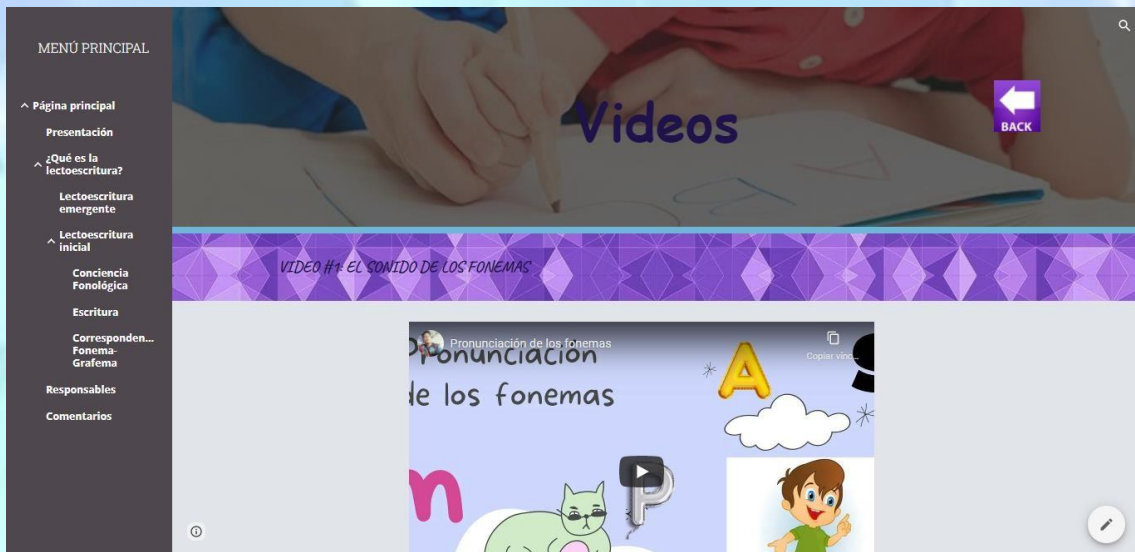 MENÚ PRINCIPAL
Página principal
Presentación
¿Qué es la
lectoescritura?
Lectoescritura
emergente
Lectoescritura
inicial
Conciencia
Fonológica
Escritura
Corresponden...
Fonema-
Grafema
Responsables
Comentarios
Videos
BACK
VIDEO #1: EL SONIDO DE LOS FONEMAS
Pronunciación de los fonemas
Copiar vínc...
Pronunciación
de los fonemas
A
m
P